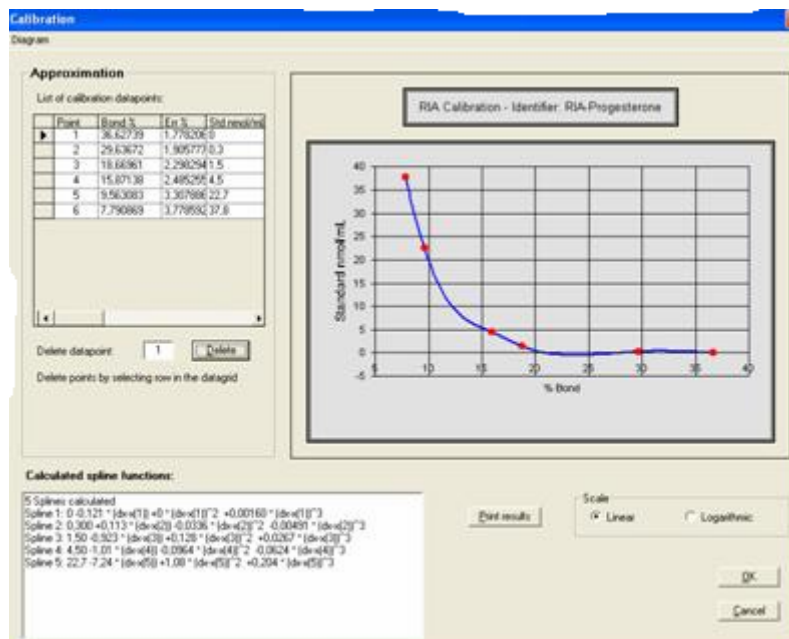 Calibration
Diagram
Approximation
List of calibration datapoints:
Point Bond % Err % Std nmol/ml
1 36,62739 1,778206 0
2 29,63672 1,905777 0,3
3 18,66961 2,298294 1.5
4 15,87138 2,485255 4,5
5 9,563083 3,307886 22,7
6 7,790869 3,778592 37,8
Delete datapoint: 1 Delete
Delete points by selecting row in the datagrid
RIA Calibration - Identifier: RIA-Progesterone
Standard nmol/mL
40
35
30
25
20
15
10
5
0
-5
5 10 15 20 25 30 35 40
% Bond
Calculated spline functions:
5 Splines calculated
Spline 1: 0-0,121 * (dx-x(1)) +0 * (dx-x(1))^2 +0,00160 * (dx-x(1))^3
Spline 2: 0,300 +0,113 * (dx-x(2)) -0,0336 * (dx-x(2))^2 -0,00491 * (dx-x(2))^3
Spline 3: 1,50 -0,923 * (dx-x(3)) +0,128 * (dx-x(3))^2 +0,0267 * (dx-x(3))^3
Spline 4: 4,50 -1,01 * (dx-x(4)) -0,0964 * (dx-x(4))^2 -0,0624 * (dx-x(4))^3
Spline 5: 22,7 -7,24 * (dx-x(5)) +1,08 * (dx-x(5))^2 +0,204 * (dx-x(5))^3
Print results
Scale
Linear Logarithmic
OK
Cancel